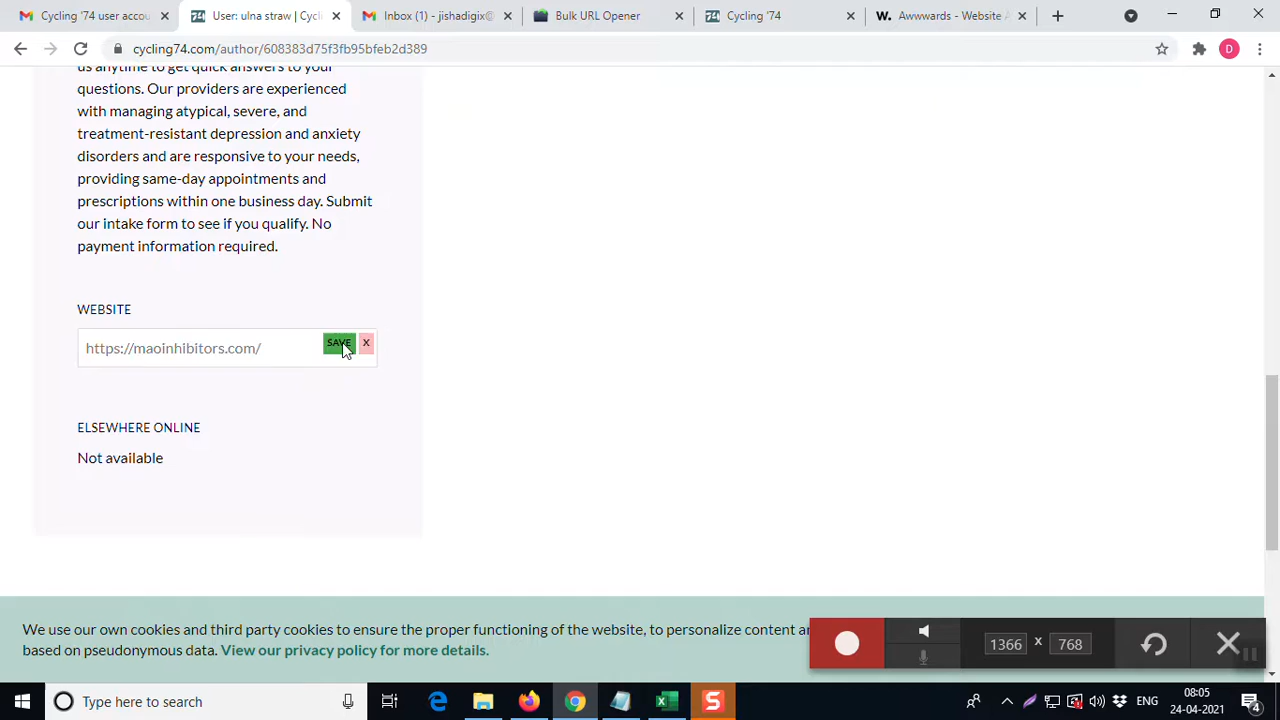 Cycling '74 user accou
User: ulna straw | Cycli
Inbox (1) - jishadigix@
Bulk URL Opener
Cycling '74
Awwwards - Website A
cycling74.com/author/608383d75f3fb95bfeb2d389
D
us anytime to get quick answers to your
questions. Our providers are experienced
with managing atypical, severe, and
treatment-resistant depression and anxiety
disorders and are responsive to your needs,
providing same-day appointments and
prescriptions within one business day. Submit
our intake form to see if you qualify. No
payment information required.
WEBSITE
https://maoinhibitors.com/
SAVE X
ELSEWHERE ONLINE
Not available
We use our own cookies and third party cookies to ensure the proper functioning of the website, to personalize content a
based on pseudonymous data. View our privacy policy for more details.
1366 x 768
Type here to search
ENG
08:05
24-04-2021
4